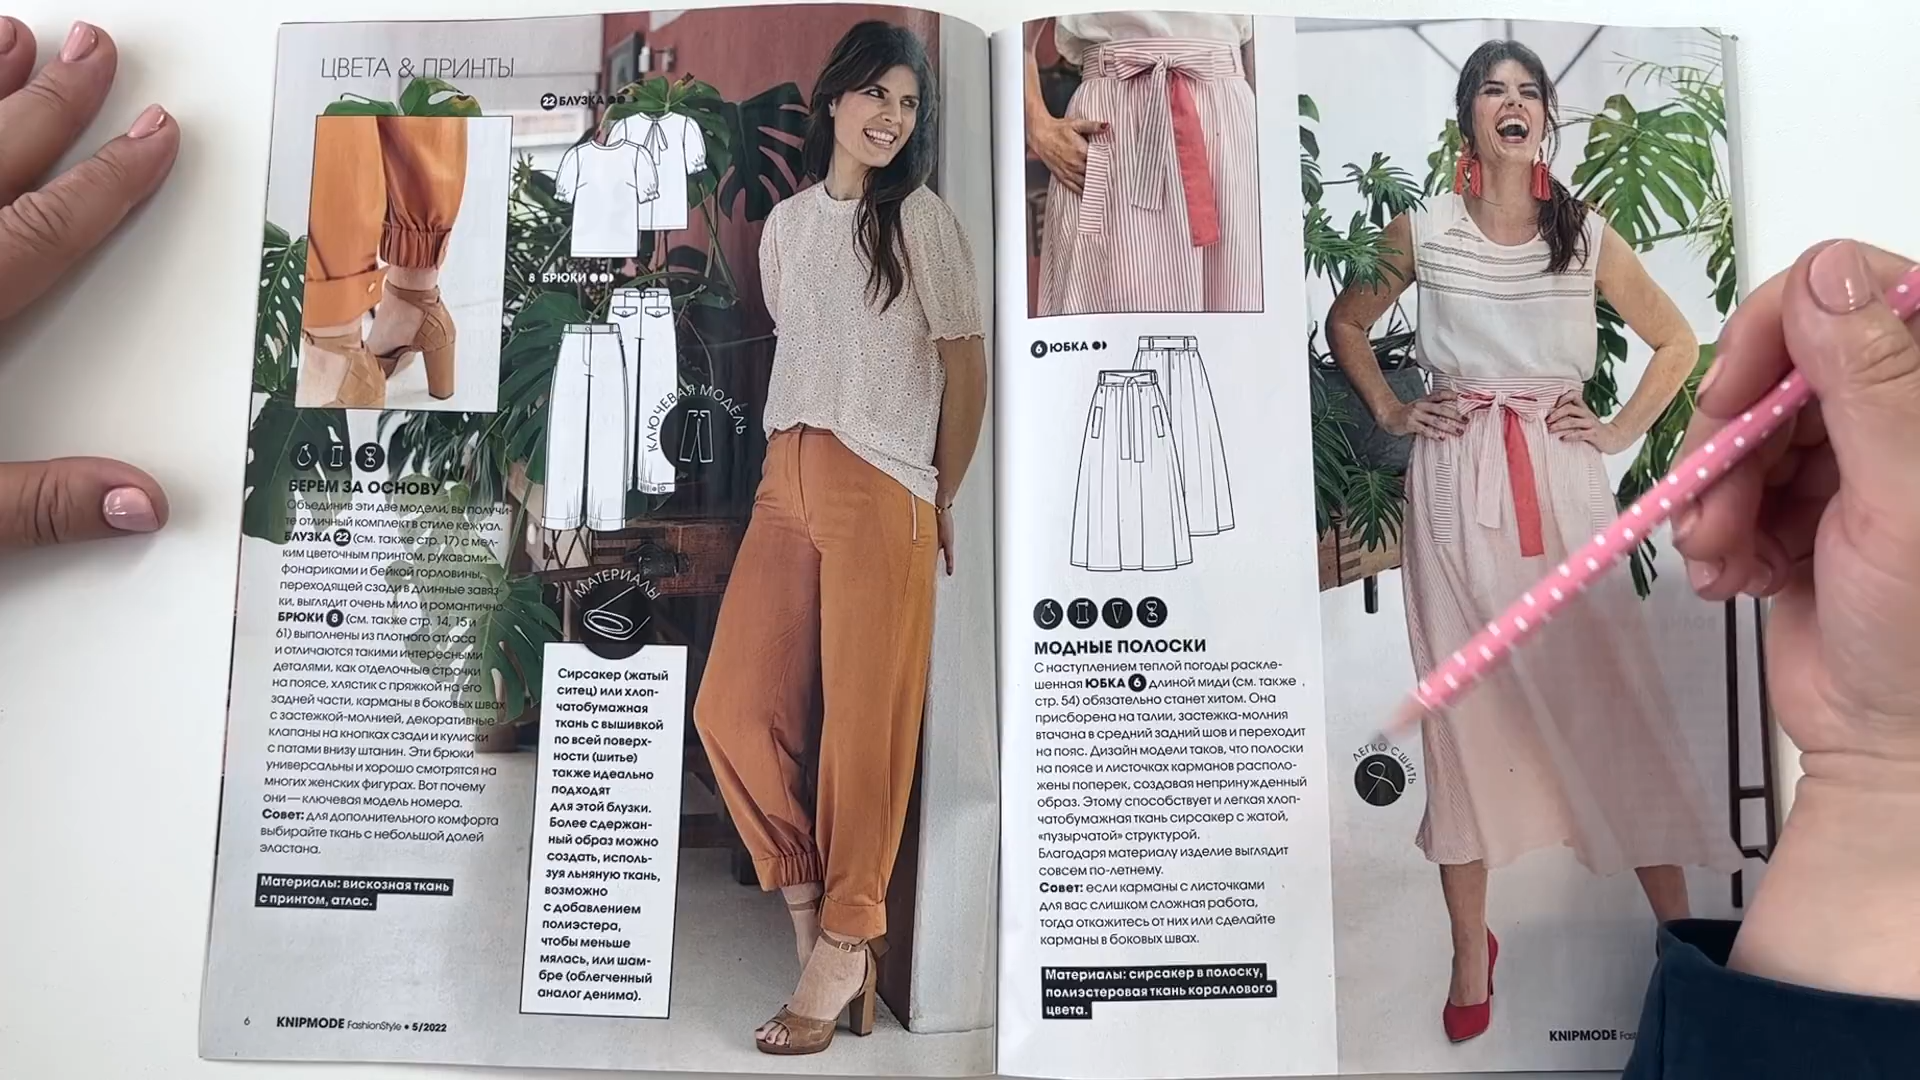 ЦВЕТА & ПРИНТЫ
22 БЛУЗКА
8 БРЮКИ
КЛЮЧЕВАЯ МОДЕЛЬ
БЕРЕМ ЗА ОСНОВУ
Объединив эти две модели, вы получи-
те отличный комплект в стиле кежуал.
БЛУЗКА 22 (см. также стр. 17) с мел-
ким цветочным принтом, рукавами-
фонариками и бейкой горловины,
переходящей сзади в длинные завяз-
ки, выглядит очень мило и романтично
БРЮКИ 8 (см. также стр. 14, 15 и
61) выполнены из плотного атласа
и отличаются такими интересными
деталями, как отделочные строчки
на поясе, хлястик с пряжкой на его
задней части, карманы в боковых швах
с застежкой-молнией, декоративные
клапаны на кнопках сзади и кулиски
с патами внизу штанин. Эти брюки
универсальны и хорошо смотрятся на
многих женских фигурах. Вот почему
они — ключевая модель номера.
Совет: для дополнительного комфорта
выбирайте ткань с небольшой долей
эластана.
Материалы: вискозная ткань
с принтом, атлас.
МАТЕРИАЛЫ
Сирсакер (жатый
ситец) или хлоп-
чатобумажная
ткань с вышивкой
по всей поверх-
ности (шитье)
также идеально
подходят
для этой блузки.
Более сдержан-
ный образ можно
создать, исполь-
зуя льняную ткань,
возможно
с добавлением
полиэстера,
чтобы меньше
мялась, или шам-
бре (облегченный
аналог денима).
6 KNIPMODE FashionStyle • 5/2022
6 ЮБКА
МОДНЫЕ ПОЛОСКИ
С наступлением теплой погоды раскле-
шенная ЮБКА 6 длиной миди (см. также
стр. 54) обязательно станет хитом. Она
присборена на талии, застежка-молния
втачана в средний задний шов и переходит
на пояс. Дизайн модели таков, что полоски
на поясе и листочках карманов располо-
жены поперек, создавая непринужденный
образ. Этому способствует и легкая хлоп-
чатобумажная ткань сирсакер с жатой,
«пузырчатой» структурой.
Благодаря материалу изделие выглядит
совсем по-летнему.
Совет: если карманы с листочками
для вас слишком сложная работа,
тогда откажитесь от них или сделайте
карманы в боковых швах.
Материалы: сирсакер в полоску,
полиэстеровая ткань кораллового
цвета.
ЛЕГКО СШИТЬ
KNIPMODE